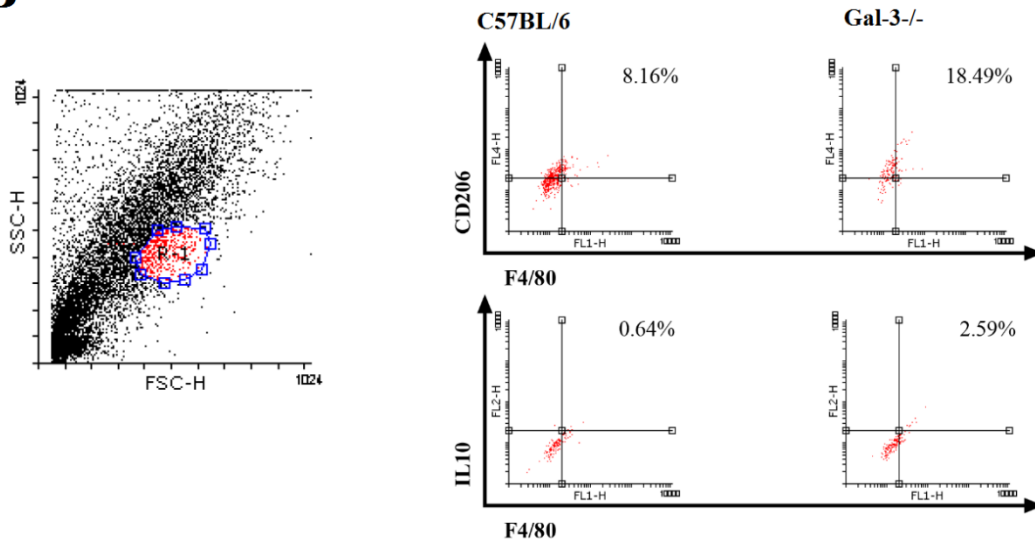 C57BL/6
Gal-3-/-
1024
SSC-H
R-1
FSC-H
1024
CD206
FL4-H
8.16%
FL1-H
10000
FL4-H
18.49%
FL1-H
10000
F4/80
IL10
FL2-H
0.64%
FL1-H
10000
FL2-H
2.59%
FL1-H
10000
F4/80